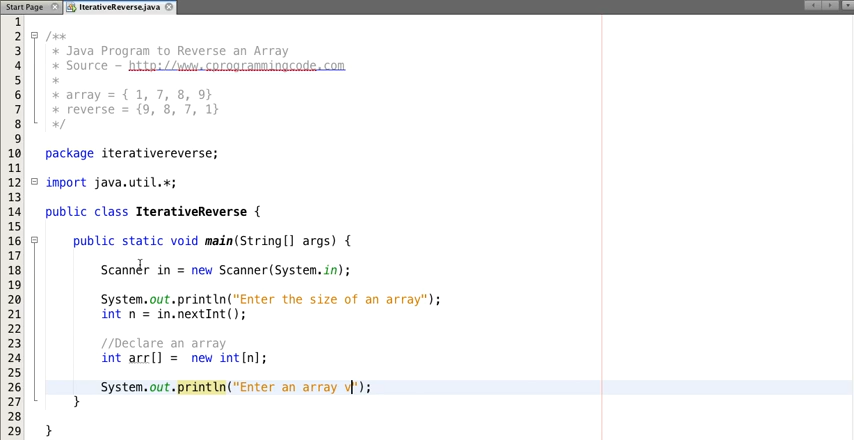 Start Page IterativeReverse.java
1
2 /**
3 * Java Program to Reverse an Array
4 * Source – http://www.cprogrammingcode.com
5 *
6 * array = { 1, 7, 8, 9}
7 * reverse = {9, 8, 7, 1}
8 */
9
10 package iterativereverse;
11
12 import java.util.*;
13
14 public class IterativeReverse {
15
16 public static void main(String[] args) {
17
18 Scanner in = new Scanner(System.in);
19
20 System.out.println("Enter the size of an array");
21 int n = in.nextInt();
22
23 //Declare an array
24 int arr[] = new int[n];
25
26 System.out.println("Enter an array v");
27 }
28
29 }